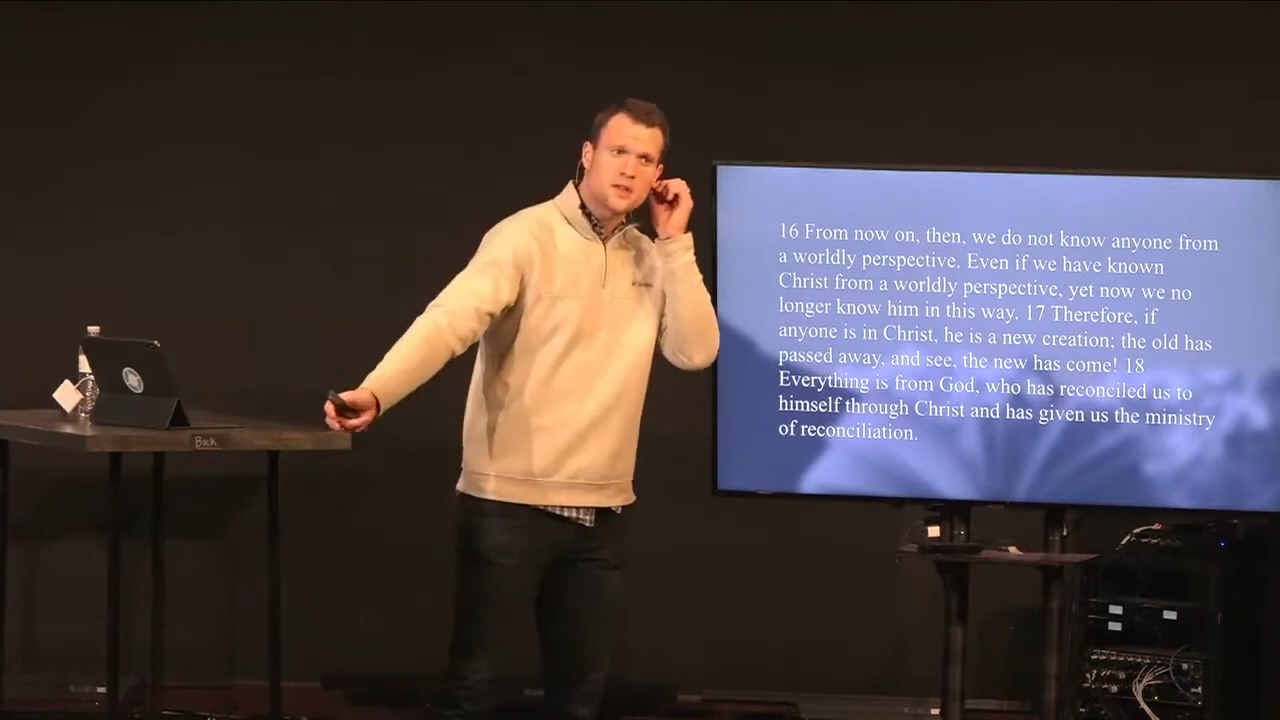 16 From now on, then, we do not know anyone from
a worldly perspective. Even if we have known
Christ from a worldly perspective, yet now we no
longer know him in this way. 17 Therefore, if
anyone is in Christ, he is a new creation; the old has
passed away, and see, the new has come! 18
Everything is from God, who has reconciled us to
himself through Christ and has given us the ministry
of reconciliation.
Back